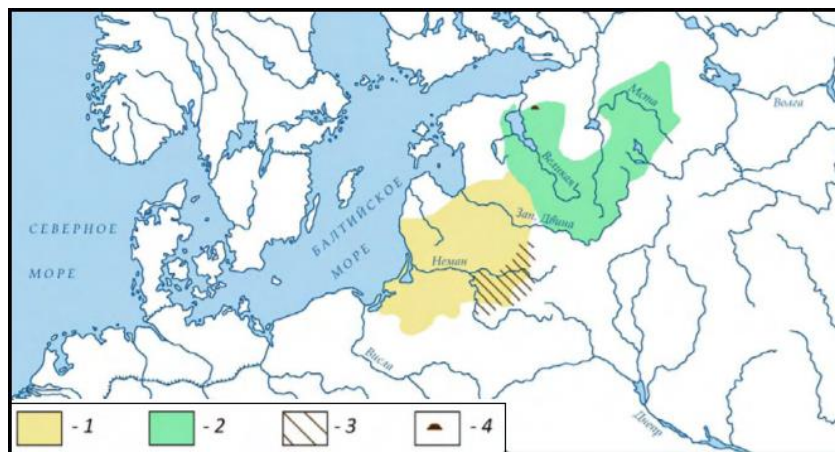 Мста
Волга
Великая
СЕВЕРНОЕ
МОРЕ
БАЛТИЙСКОЕ
МОРЕ
Зап. Двина
Неман
Висла
Днепр
- 1
- 2
- 3
- 4